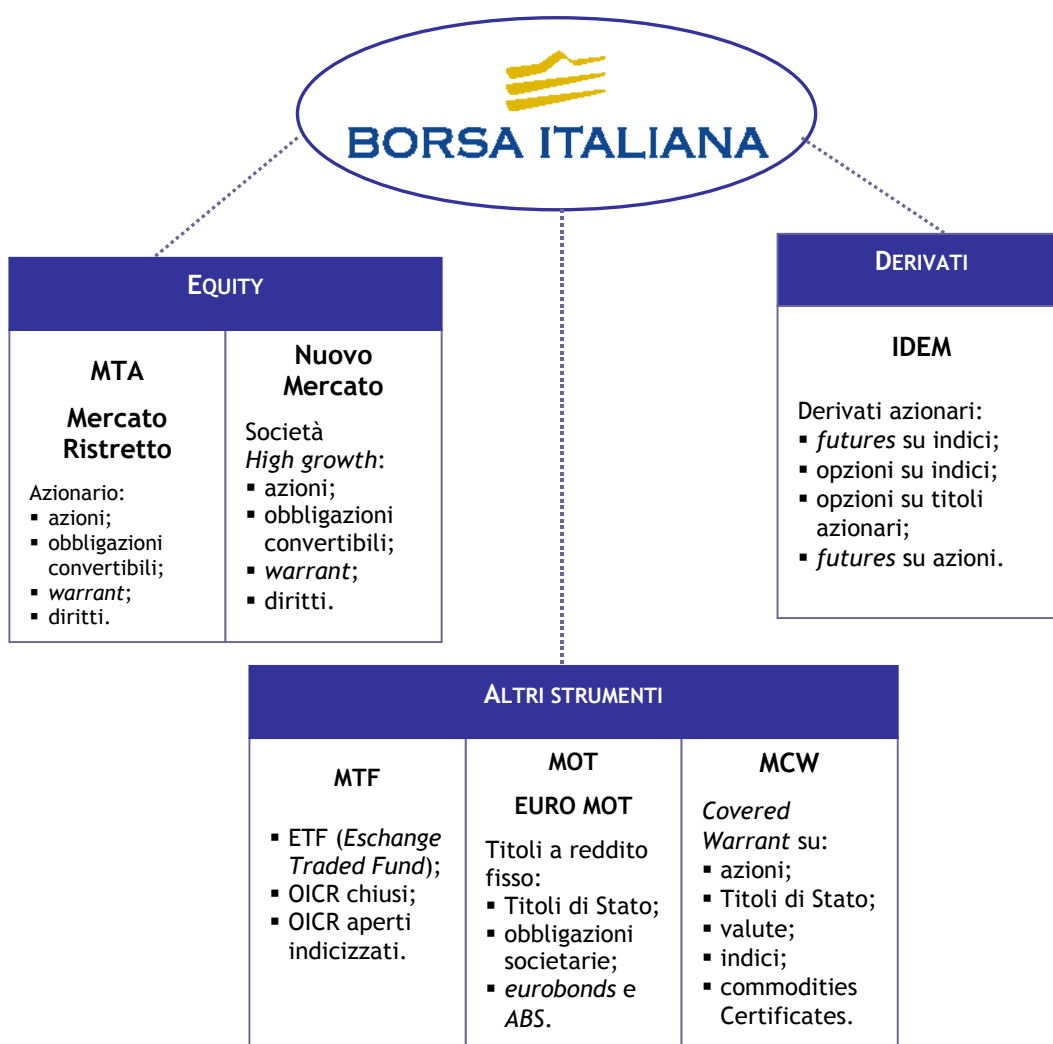 BORSA ITALIANA
EQUITY
MTA
Mercato
Ristretto
Azionario:
▪ azioni;
▪ obbligazioni
convertibili;
▪ warrant;
▪ diritti.
Nuovo
Mercato
Società
High growth:
▪ azioni;
▪ obbligazioni
convertibili;
▪ warrant;
▪ diritti.
DERIVATI
IDEM
Derivati azionari:
▪ futures su indici;
▪ opzioni su indici;
▪ opzioni su titoli
azionari;
▪ futures su azioni.
ALTRI STRUMENTI
MTF
▪ ETF (Eschange
Traded Fund);
▪ OICR chiusi;
▪ OICR aperti
indicizzati.
MOT
EURO MOT
Titoli a reddito
fisso:
▪ Titoli di Stato;
▪ obbligazioni
societarie;
▪ eurobonds e
ABS.
MCW
Covered
Warrant su:
▪ azioni;
▪ Titoli di Stato;
▪ valute;
▪ indici;
▪ commodities
Certificates.